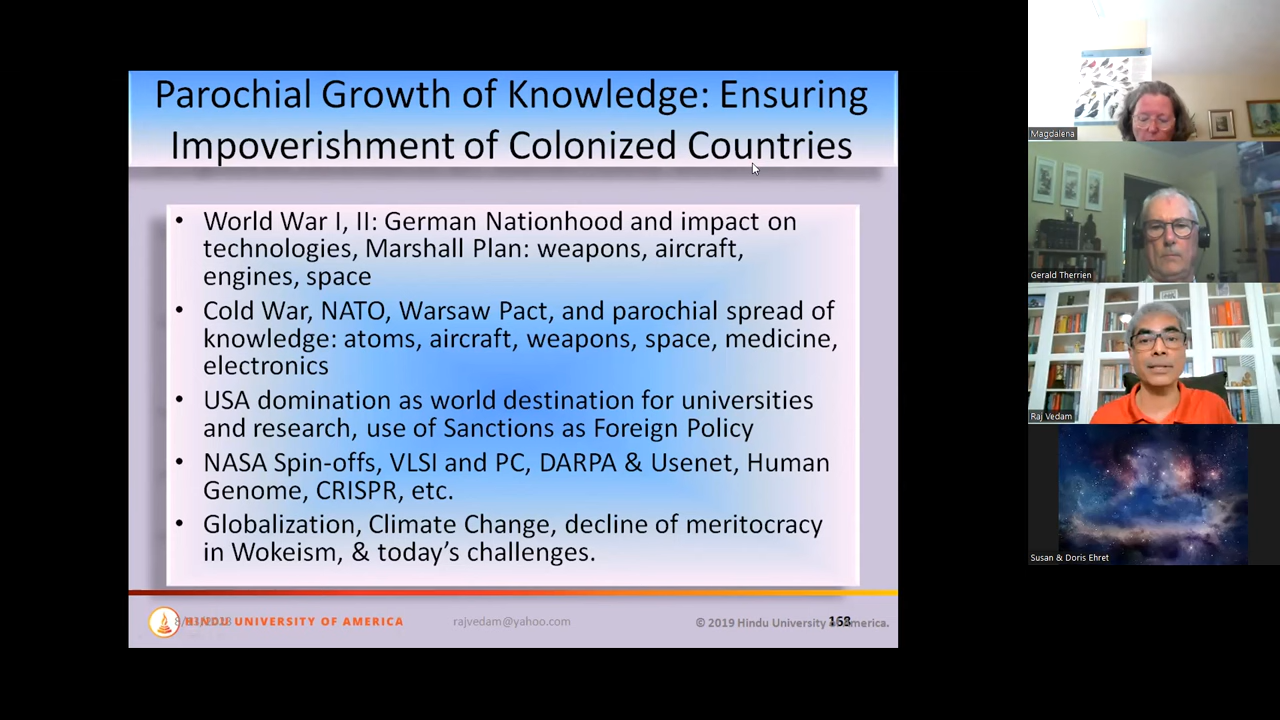 Parochial Growth of Knowledge: Ensuring
Impoverishment of Colonized Countries
• World War I, II: German Nationhood and impact on
technologies, Marshall Plan: weapons, aircraft,
engines, space
• Cold War, NATO, Warsaw Pact, and parochial spread of
knowledge: atoms, aircraft, weapons, space, medicine,
electronics
• USA domination as world destination for universities
and research, use of Sanctions as Foreign Policy
• NASA Spin-offs, VLSI and PC, DARPA & Usenet, Human
Genome, CRISPR, etc.
• Globalization, Climate Change, decline of meritocracy
in Wokeism, & today's challenges.
HINDU UNIVERSITY OF AMERICA
rajvedam@yahoo.com
© 2019 Hindu University of America.
168
Magdalena
Gerald Therrien
Raj Vedam
Susan & Doris Ehret